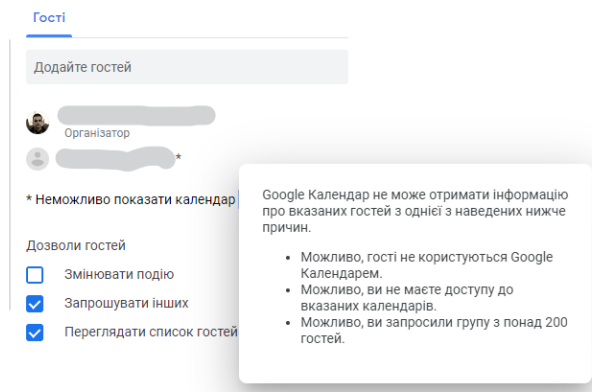 Гості
Додайте гостей
Організатор
*
* Неможливо показати календар
Google Календар не може отримати інформацію
про вказаних гостей з однієї з наведених нижче
причин.
• Можливо, гості не користуються Google
Календарем.
• Можливо, ви не маєте доступу до
вказаних календарів.
• Можливо, ви запросили групу з понад 200
гостей.
Дозволи гостей
Змінювати подію
Запрошувати інших
Переглядати список гостей